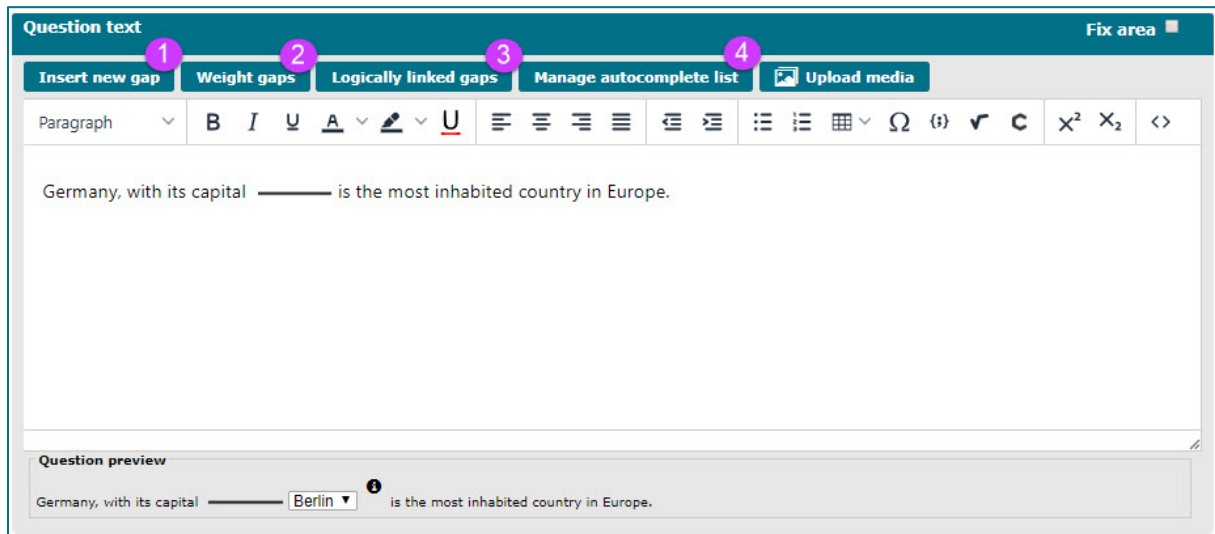 Question text Fix area
1 2 3 4
Insert new gap Weight gaps Logically linked gaps Manage autocomplete list Upload media
Paragraph B I U A U Ω {;} √ C X² X₂ <>
Germany, with its capital ______ is the most inhabited country in Europe.
Question preview
Germany, with its capital ______ Berlin ▼ i is the most inhabited country in Europe.